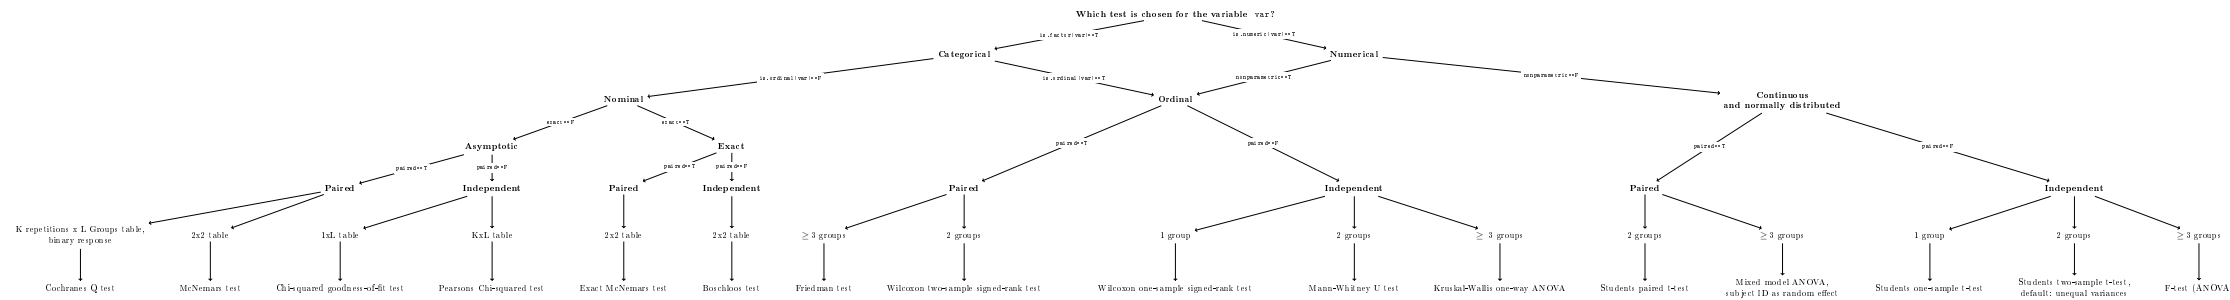 Which test is chosen for the variable var?
is.factor(var)==T
is.numeric(var)==T
Categorical
Numerical
is.ordinal(var)==F
is.ordinal(var)==T
nonparametric==T
nonparametric==F
Nominal
Ordinal
Continuous
and normally distributed
exact==F
exact==T
paired==T
paired==F
paired==T
paired==F
Asymptotic
Exact
paired==T
paired==F
paired==T
paired==F
Paired
Independent
Paired
Independent
Paired
Independent
Paired
Independent
K repetitions x L Groups table,
binary response
2x2 table
1xL table
KxL table
2x2 table
2x2 table
≥ 3 groups
2 groups
1 group
2 groups
≥ 3 groups
2 groups
≥ 3 groups
1 group
2 groups
≥ 3 groups
Cochranes Q test
McNemars test
Chi-squared goodness-of-fit test
Pearsons Chi-squared test
Exact McNemars test
Boschloos test
Friedman test
Wilcoxon two-sample signed-rank test
Wilcoxon one-sample signed-rank test
Mann-Whitney U test
Kruskal-Wallis one-way ANOVA
Students paired t-test
Mixed model ANOVA,
subject ID as random effect
Students one-sample t-test
Students two-sample t-test,
default: unequal variances
F-test (ANOVA